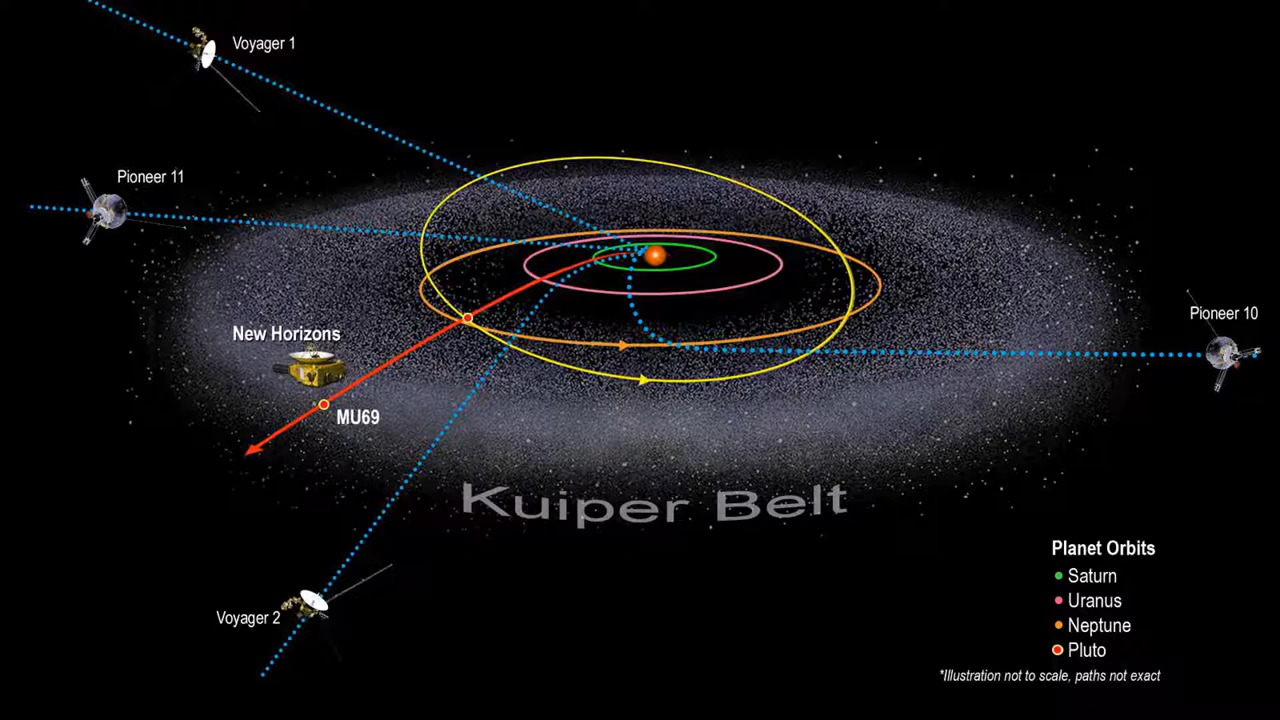 Voyager 1
Pioneer 11
Pioneer 10
New Horizons
MU69
Kuiper Belt
Voyager 2
Planet Orbits
Saturn
Uranus
Neptune
Pluto
*Illustration not to scale, paths not exact